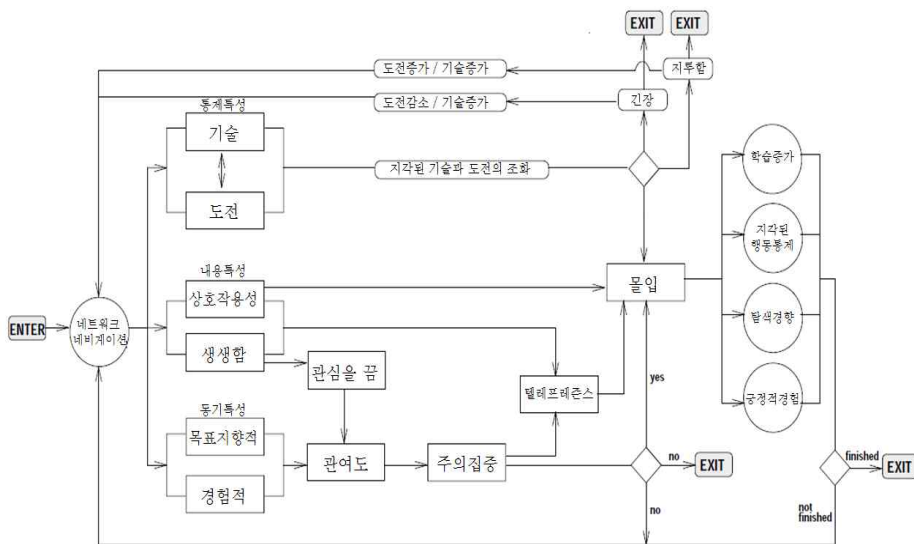 EXIT
EXIT
도전증가 / 기술증가
지루함
도전감소 / 기술증가
긴장
통제특성
기술
지각된 기술과 도전의 조화
도전
학습증가
지각된
행동통제
내용특성
상호작용성
몰입
ENTER
네트워크
네비게이션
생생함
관심을 끔
탐색경향
텔레프레즌스
yes
긍정적경험
동기특성
목표지향적
관여도
주의집중
경험적
no
EXIT
no
finished
EXIT
not
finished